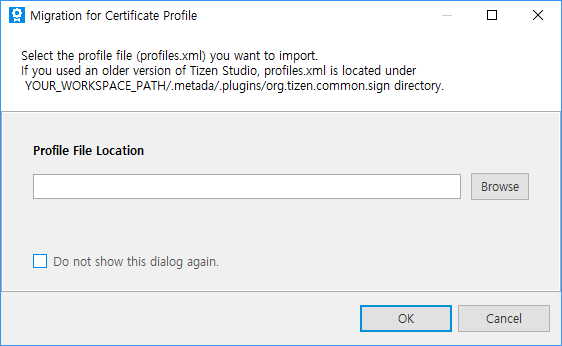 Migration for Certificate Profile
Select the profile file (profiles.xml) you want to import.
If you used an older version of Tizen Studio, profiles.xml is located under
YOUR_WORKSPACE_PATH/.metada/.plugins/org.tizen.common.sign directory.
Profile File Location
Browse
Do not show this dialog again.
OK
Cancel